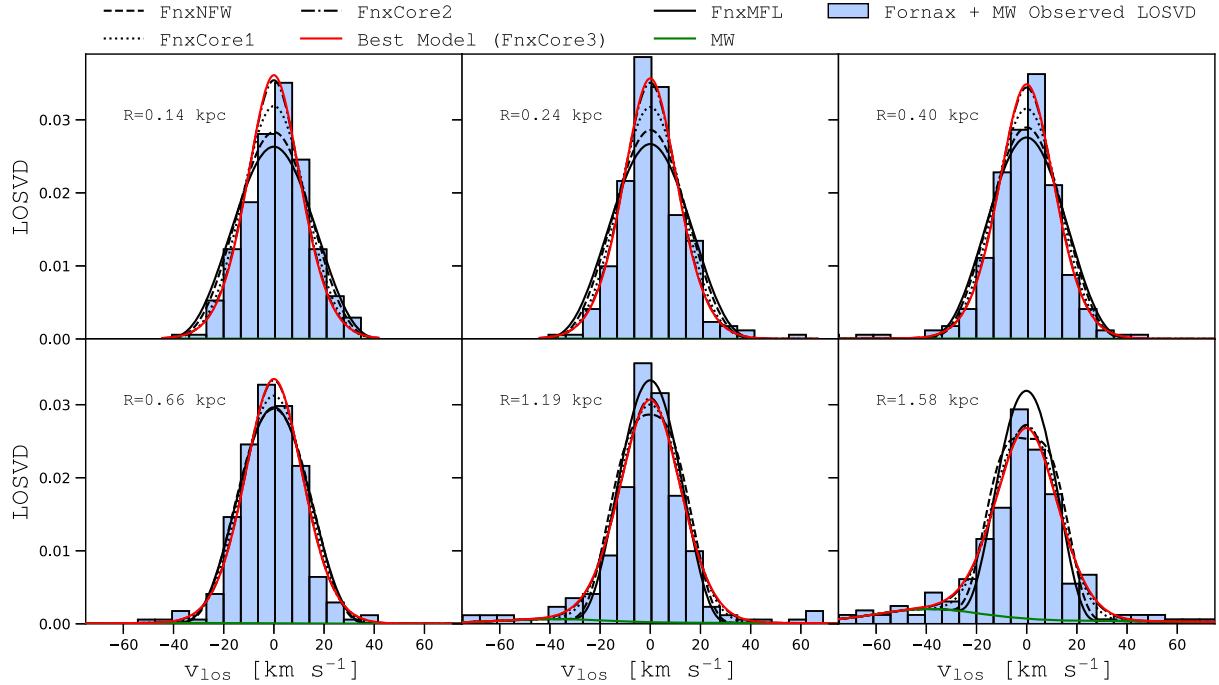 FnxNFW FnxCore2 FnxMFL Fornax + MW Observed LOSVD
FnxCore1 Best Model (FnxCore3) MW
LOSVD
0.03
0.02
0.01
0.00
R=0.14 kpc
R=0.24 kpc
R=0.40 kpc
LOSVD
0.03
0.02
0.01
0.00
R=0.66 kpc
R=1.19 kpc
R=1.58 kpc
−60 −40 −20 0 20 40 60 −60 −40 −20 0 20 40 60 −60 −40 −20 0 20 40 60
v_los [km s⁻¹] v_los [km s⁻¹] v_los [km s⁻¹]